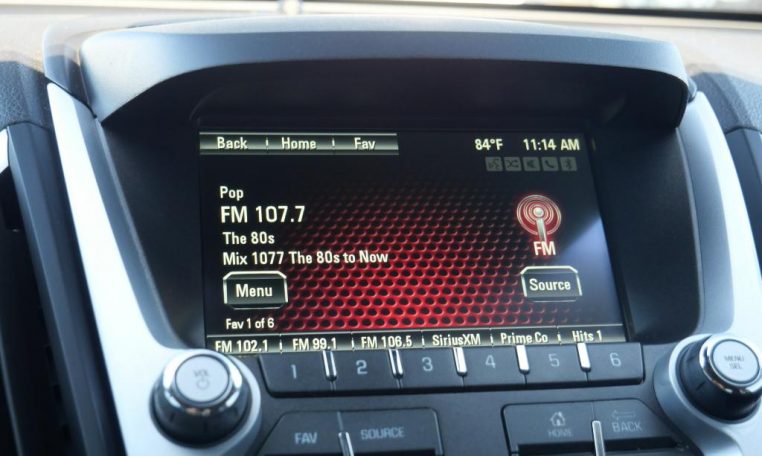 Back Home Fav 84°F 11:14 AM
Pop
FM 107.7
The 80s
Mix 1077 The 80s to Now
FM
Menu Source
Fav 1 of 6
FM 102.1 FM 99.1 FM 106.5 SiriusXM Prime Co Hits 1
1 2 3 4 5 6
VOL
MENU
SEL
FAV SOURCE HOME BACK